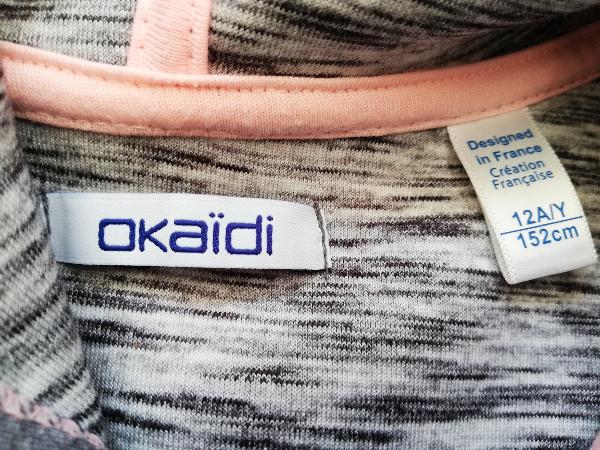 OKaïdi
Designed
in France
Création
Française
12A/Y
152cm